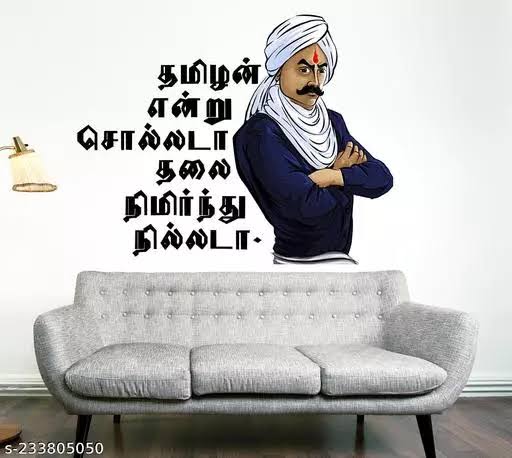 தமிழன்
என்று
சொல்லடா
தலை
நிமிர்ந்து
நில்லடா.
s-233805050